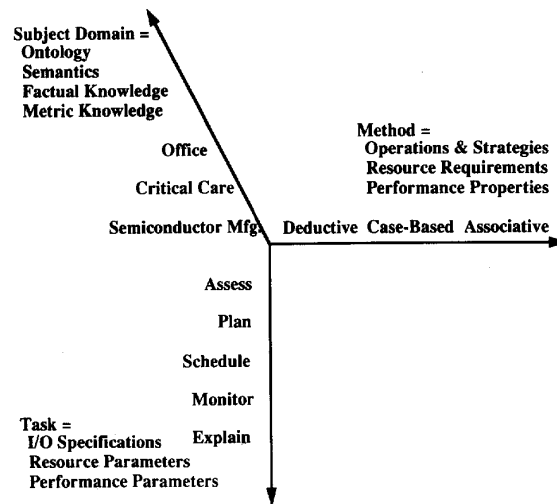 Subject Domain =
Ontology
Semantics
Factual Knowledge
Metric Knowledge
Office
Critical Care
Semiconductor Mfg.
Method =
Operations & Strategies
Resource Requirements
Performance Properties
Deductive Case-Based Associative
Assess
Plan
Schedule
Monitor
Explain
Task =
I/O Specifications
Resource Parameters
Performance Parameters